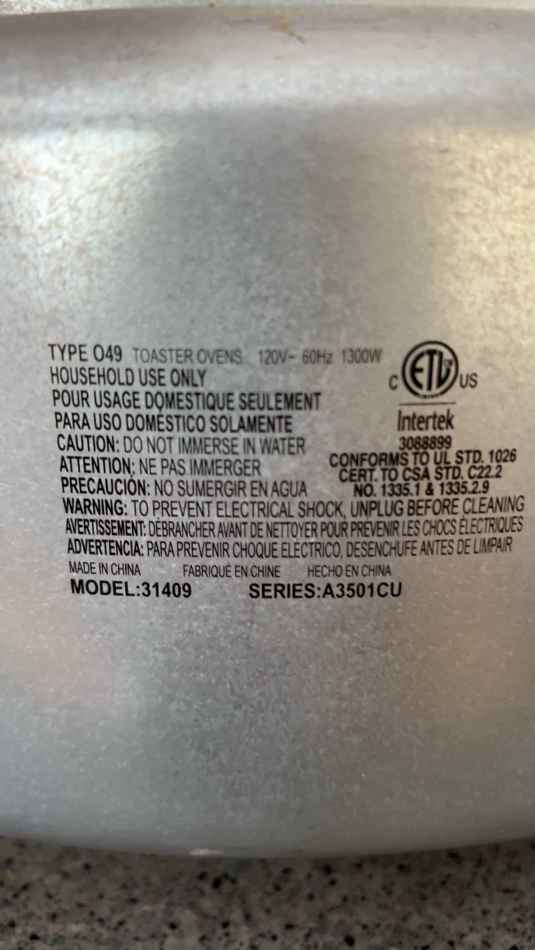 TYPE O49 TOASTER OVENS 120V~ 60Hz 1300W
HOUSEHOLD USE ONLY
POUR USAGE DOMESTIQUE SEULEMENT
PARA USO DOMÉSTICO SOLAMENTE
CAUTION: DO NOT IMMERSE IN WATER
ATTENTION: NE PAS IMMERGER
PRECAUCIÓN: NO SUMERGIR EN AGUA
C ETL US
Intertek
3088899
CONFORMS TO UL STD. 1026
CERT. TO CSA STD. C22.2
NO. 1335.1 & 1335.2.9
WARNING: TO PREVENT ELECTRICAL SHOCK, UNPLUG BEFORE CLEANING
AVERTISSEMENT: DÉBRANCHER AVANT DE NETTOYER POUR PRÉVENIR LES CHOCS ÉLECTRIQUES
ADVERTENCIA: PARA PREVENIR CHOQUE ELÉCTRICO, DESENCHUFE ANTES DE LIMPIAR
MADE IN CHINA FABRIQUÉ EN CHINE HECHO EN CHINA
MODEL:31409 SERIES:A3501CU